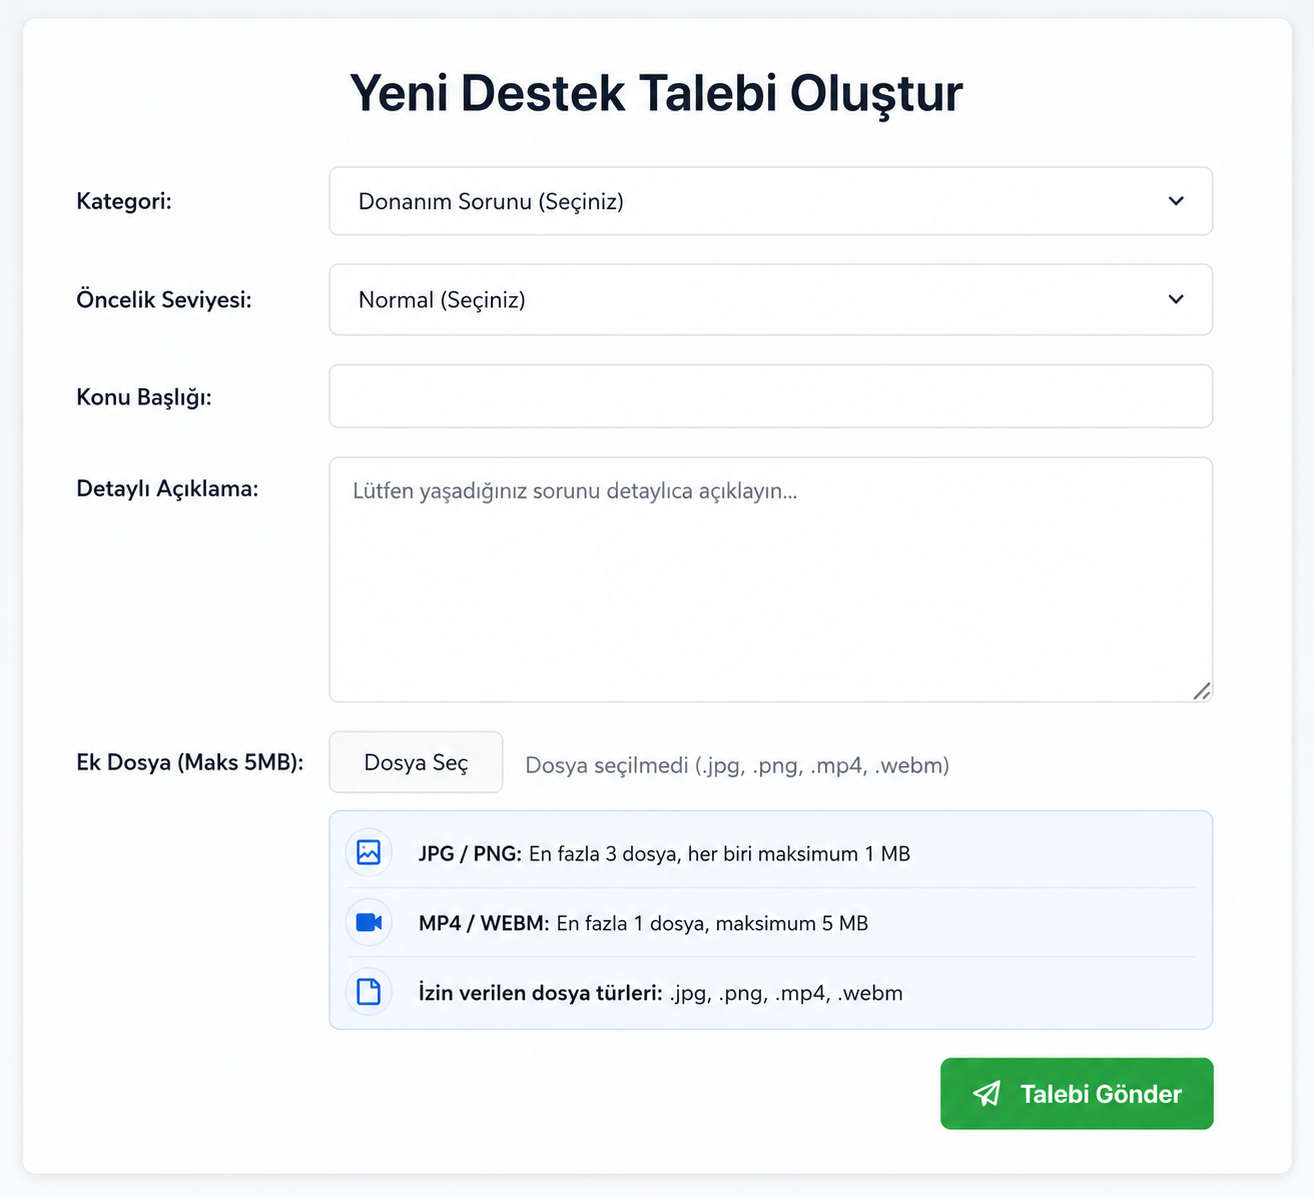 Yeni Destek Talebi Oluştur
Kategori:
Donanım Sorunu (Seçiniz)
Öncelik Seviyesi:
Normal (Seçiniz)
Konu Başlığı:
Detaylı Açıklama:
Lütfen yaşadığınız sorunu detaylıca açıklayın...
Ek Dosya (Maks 5MB):
Dosya Seç
Dosya seçilmedi (.jpg, .png, .mp4, .webm)
JPG / PNG: En fazla 3 dosya, her biri maksimum 1 MB
MP4 / WEBM: En fazla 1 dosya, maksimum 5 MB
İzin verilen dosya türleri: .jpg, .png, .mp4, .webm
Talebi Gönder